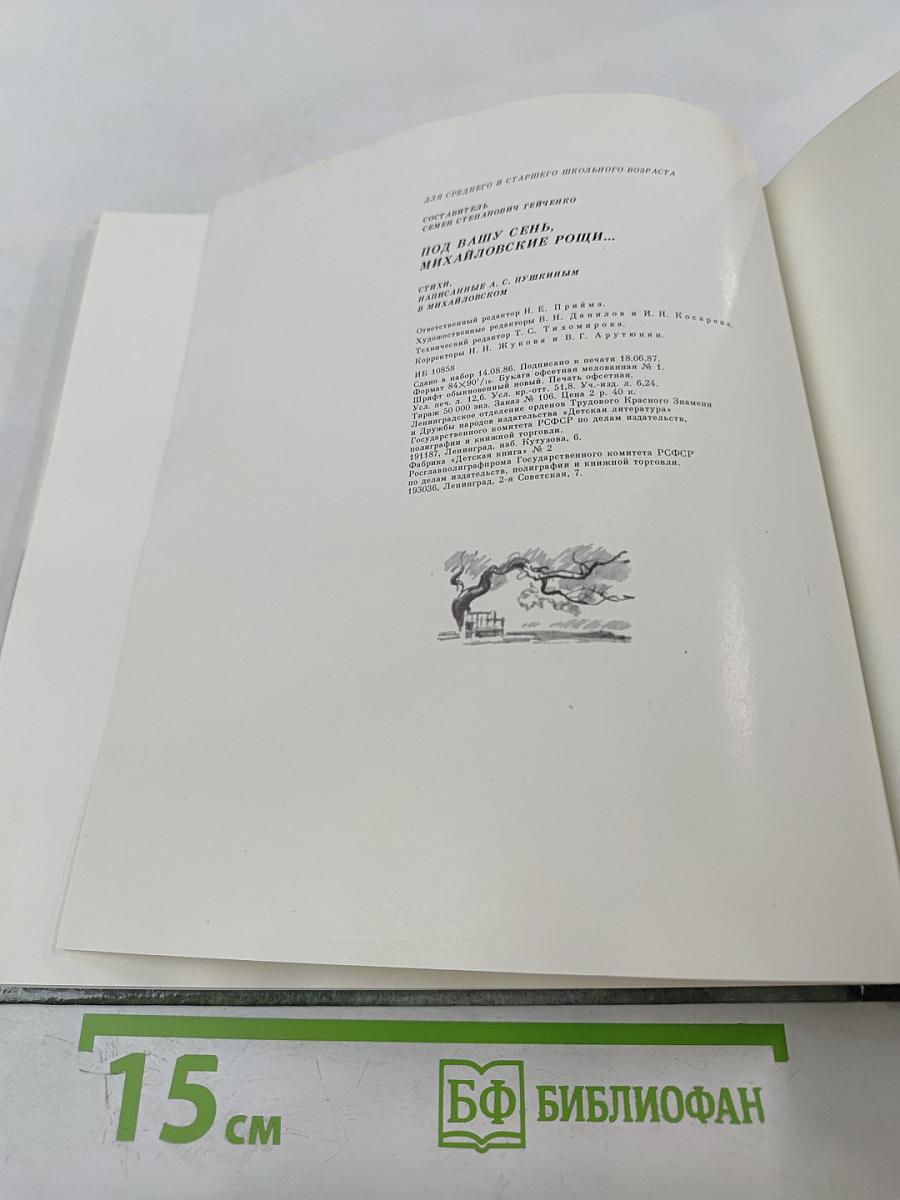 ДЛЯ СРЕДНЕГО И СТАРШЕГО ШКОЛЬНОГО ВОЗРАСТА
СОСТАВИТЕЛЬ
СЕМЕН СТЕПАНОВИЧ ГЕЙЧЕНКО
ПОД ВАШУ СЕНЬ,
МИХАЙЛОВСКИЕ РОЩИ...
СТИХИ,
НАПИСАННЫЕ А. С. ПУШКИНЫМ
В МИХАЙЛОВСКОМ
Ответственный редактор Н. Е. Прийма.
Художественные редакторы В. Н. Данилов и И. Н. Косарева.
Технический редактор Т. С. Тихомирова.
Корректоры Н. Н. Жукова и В. Г. Арутюнян.
ИБ 10858
Сдано в набор 14.08.86. Подписано к печати 18.06.87.
Формат 84×90¹/₁₆. Бумага офсетная мелованная № 1.
Шрифт обыкновенный новый. Печать офсетная.
Усл. печ. л. 12,6. Усл. кр.-отт. 51,8. Уч.-изд. л. 6,24.
Тираж 50 000 экз. Заказ № 106. Цена 2 р. 40 к.
Ленинградское отделение орденов Трудового Красного Знамени
и Дружбы народов издательства «Детская литература»
Государственного комитета РСФСР по делам издательств,
полиграфии и книжной торговли.
191187, Ленинград, наб. Кутузова, 6.
Фабрика «Детская книга» № 2
Росглавполиграфпрома Государственного комитета РСФСР
по делам издательств, полиграфии и книжной торговли.
193036, Ленинград, 2-я Советская, 7.
15 см
БФ БИБЛИОФАН